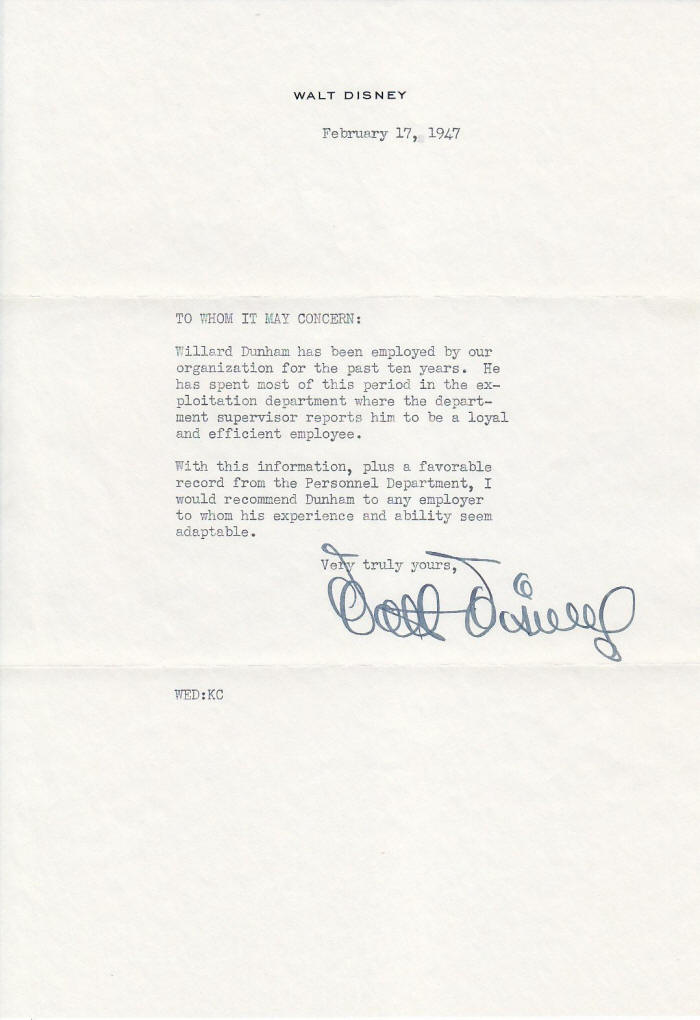 WALT DISNEY
February 17, 1947
TO WHOM IT MAY CONCERN:
Willard Dunham has been employed by our
organization for the past ten years. He
has spent most of this period in the ex-
ploitation department where the depart-
ment supervisor reports him to be a loyal
and efficient employee.
With this information, plus a favorable
record from the Personnel Department, I
would recommend Dunham to any employer
to whom his experience and ability seem
adaptable.
Very truly yours,
Walt Disney
WED:KC